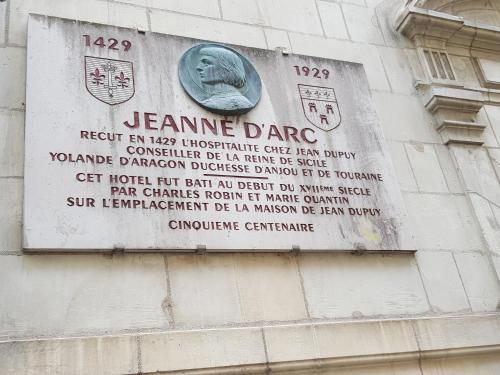 1429
1929
JEANNE D'ARC
RECUT EN 1429 L'HOSPITALITE CHEZ JEAN DUPUY
CONSEILLER DE LA REINE DE SICILE
YOLANDE D'ARAGON DUCHESSE D'ANJOU ET DE TOURAINE
CET HOTEL FUT BATI AU DEBUT DU XVIIEME SIECLE
PAR CHARLES ROBIN ET MARIE QUANTIN
SUR L'EMPLACEMENT DE LA MAISON DE JEAN DUPUY
CINQUIEME CENTENAIRE